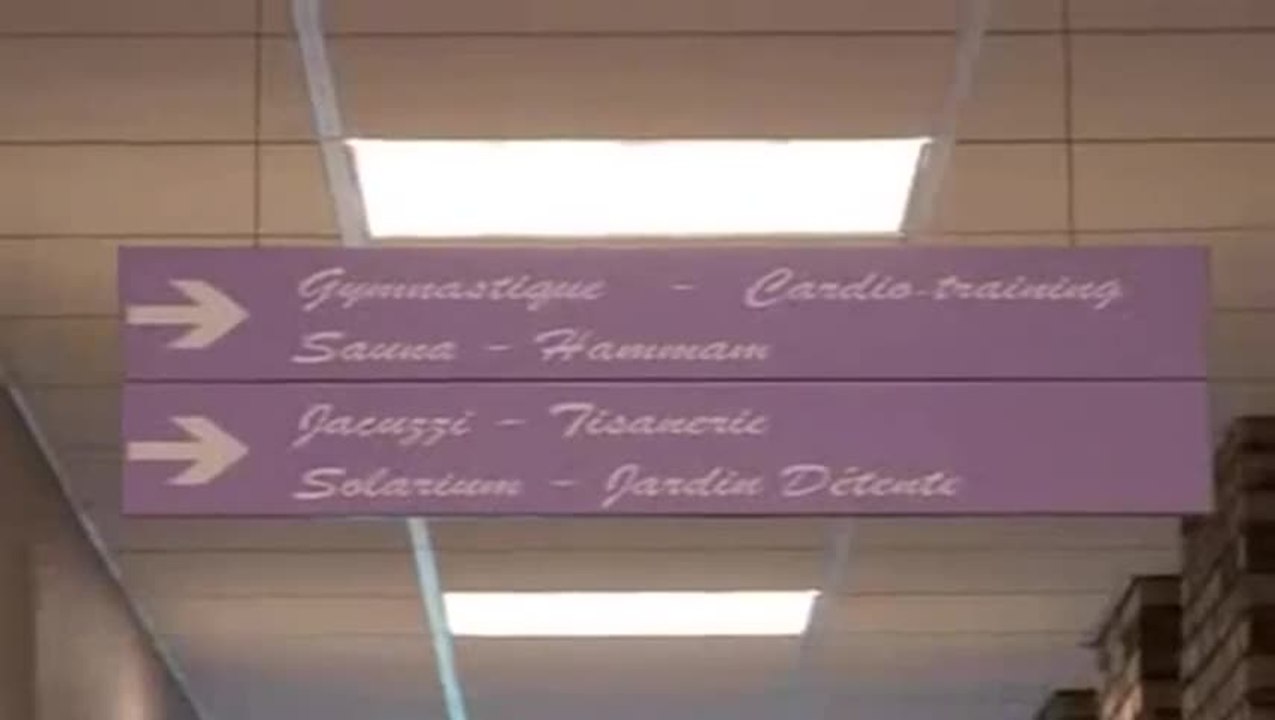 Gymnastique - Cardio-training
Sauna - Hammam
Jacuzzi - Tisanerie
Solarium - Jardin Détente